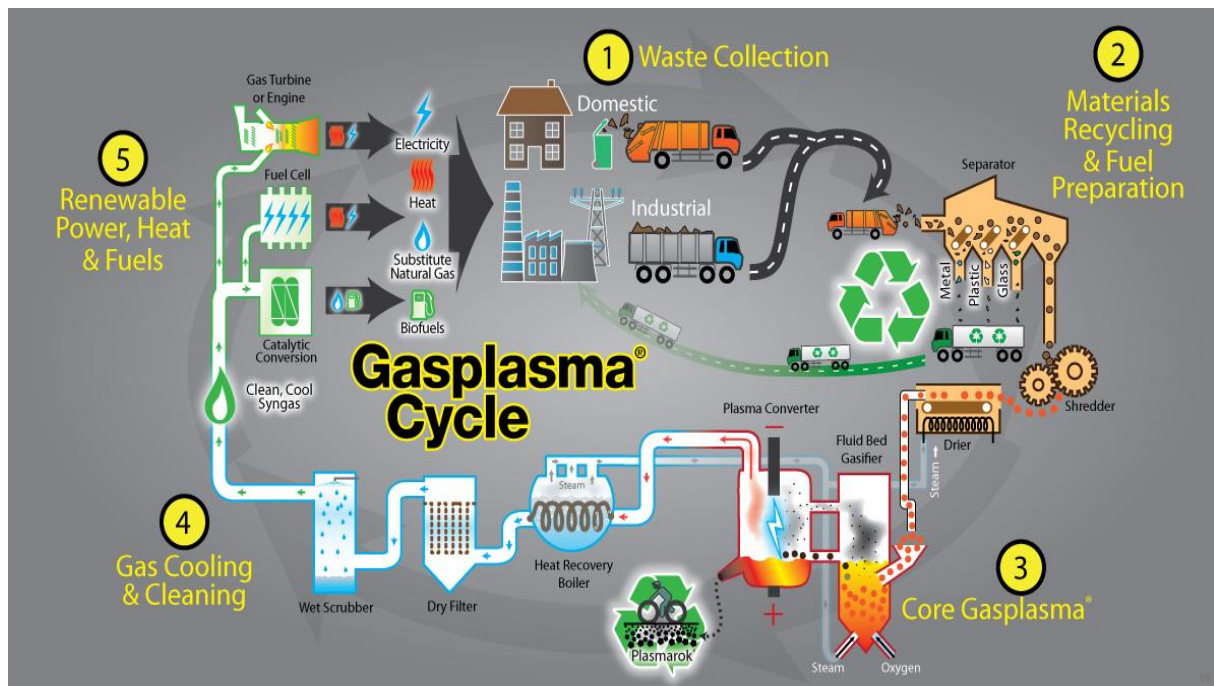 1
Waste Collection
Domestic
Industrial
2
Materials
Recycling
& Fuel
Preparation
Separator
Metal
Plastic
Glass
Shredder
Drier
Steam
3
Core Gasplasma®
Fluid Bed
Gasifier
Steam
Oxygen
Plasma Converter
−
+
Plasmarok
Steam
Heat Recovery
Boiler
Dry Filter
Wet Scrubber
4
Gas Cooling
& Cleaning
Clean, Cool
Syngas
5
Renewable
Power, Heat
& Fuels
Gas Turbine
or Engine
Fuel Cell
Catalytic
Conversion
Electricity
Heat
Substitute
Natural Gas
Biofuels
Gasplasma®
Cycle